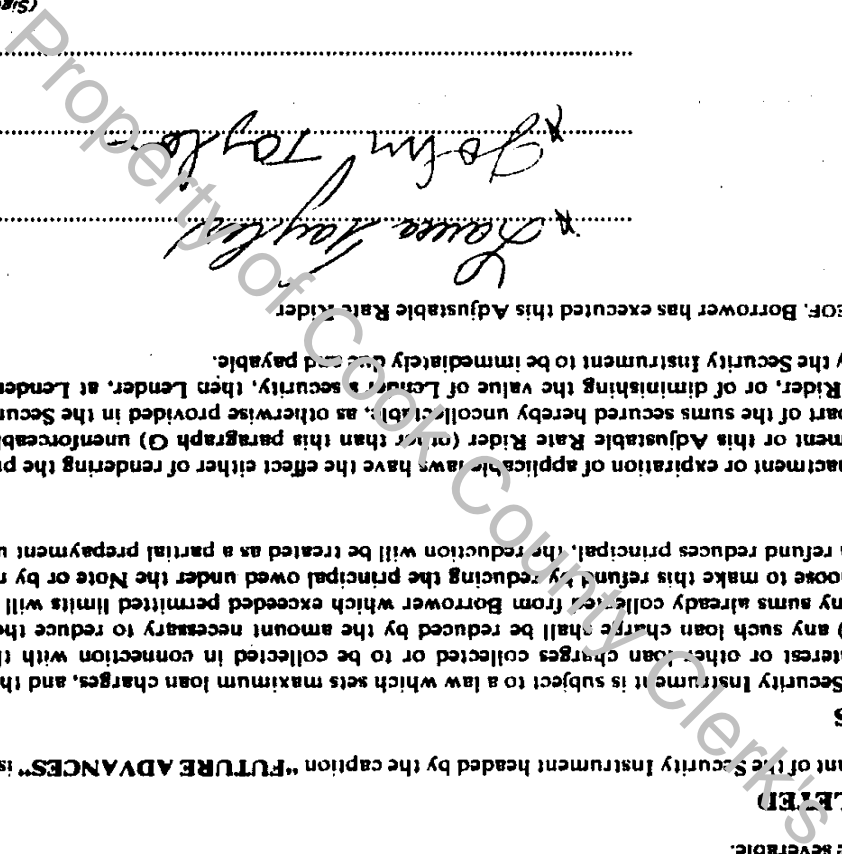 severable.
LETED
ant of the Security Instrument headed by the caption "FUTURE ADVANCES" is
S
Security Instrument is subject to a law which sets maximum loan charges, and th
terest or other loan charges collected or to be collected in connection with th
) any such loan charge shall be reduced by the amount necessary to reduce the
ny sums already collected from Borrower which exceeded permitted limits will
oose to make this refund by reducing the principal owed under the Note or by
refund reduces principal, the reduction will be treated as a partial prepayment u
nactment or expiration of applicable laws have the effect either of rendering the pr
ment or this Adjustable Rate Rider (other than this paragraph G) unenforceabl
part of the sums secured hereby uncollectable, as otherwise provided in the Secur
Rider, or of diminishing the value of Lender's security, then Lender, at Lender
y the Security Instrument to be immediately due and payable.
EOF, Borrower has executed this Adjustable Rate Rider
x Laura Taylor
x John Taylor
(Sig
Property of Cook County Clerk's